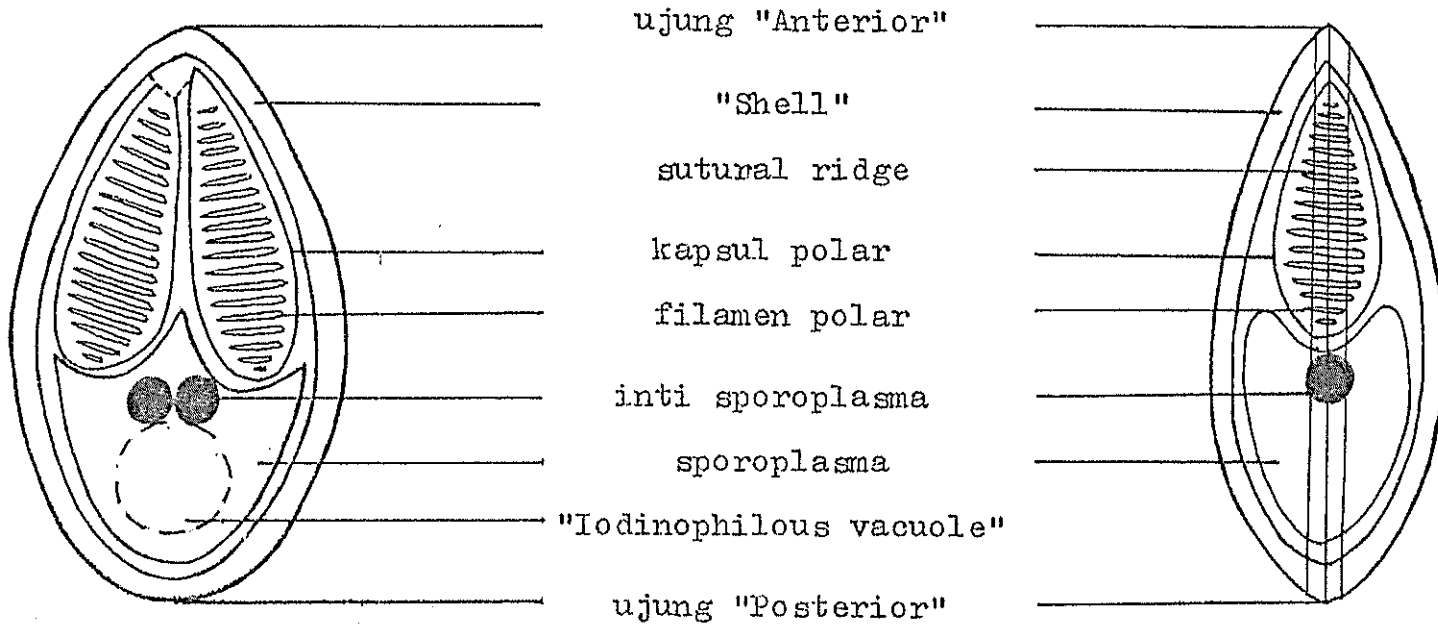 ujung "Anterior"
"Shell"
sutural ridge
kapsul polar
filamen polar
inti sporoplasma
sporoplasma
"Iodinophilous vacuole"
ujung "Posterior"